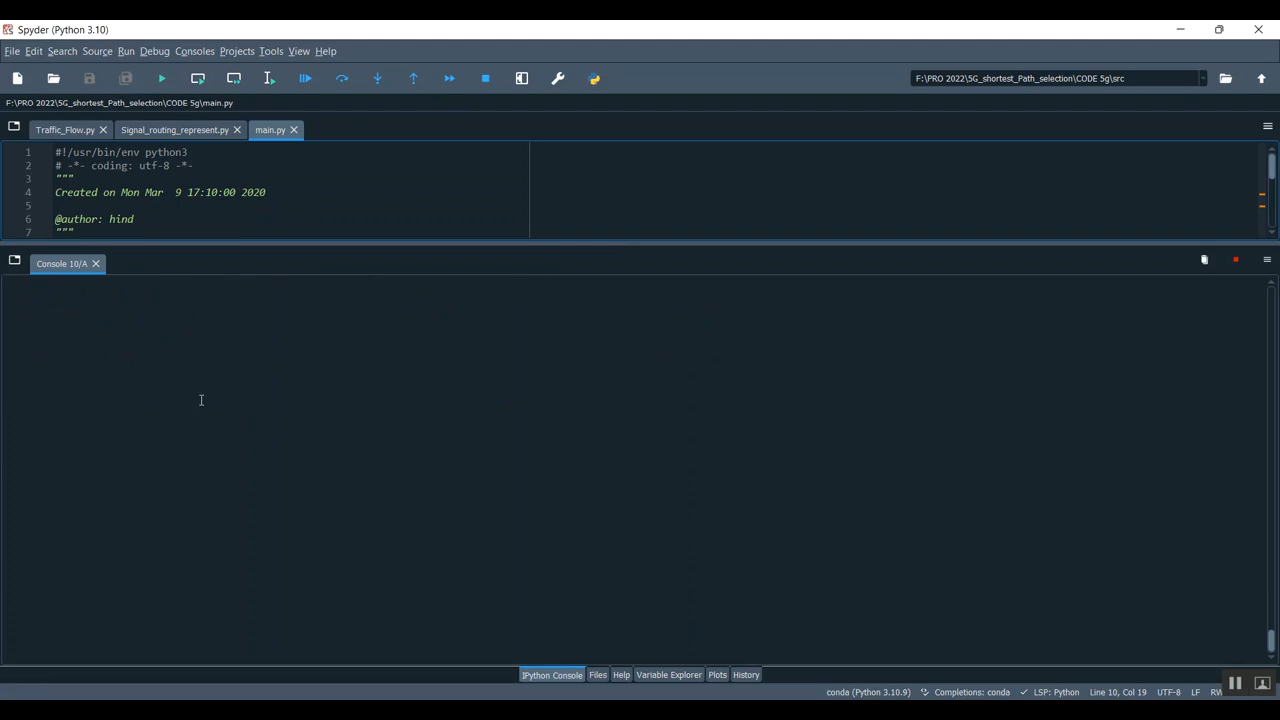 Spyder (Python 3.10)
File Edit Search Source Run Debug Consoles Projects Tools View Help
F:\PRO 2022\5G_shortest_Path_selection\CODE 5g\src
F:\PRO 2022\5G_shortest_Path_selection\CODE 5g\main.py
Traffic_Flow.py Signal_routing_represent.py main.py
1 #!/usr/bin/env python3
2 # -*- coding: utf-8 -*-
3 """
4 Created on Mon Mar  9 17:10:00 2020
5
6 @author: hind
7 """
Console 10/A
IPython Console Files Help Variable Explorer Plots History
conda (Python 3.10.9) Completions: conda LSP: Python Line 10, Col 19 UTF-8 LF RW